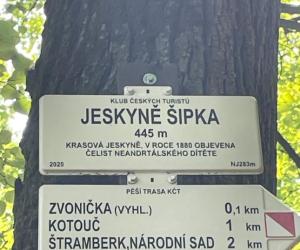 KLUB ČESKÝCH TURISTŮ
JESKYNĚ ŠIPKA
445 m
KRASOVÁ JESKYNĚ, V ROCE 1880 OBJEVENA
ČELIST NEANDRTÁLSKÉHO DÍTĚTE
2025 NJ283m
PĚŠÍ TRASA KČT
ZVONIČKA (VYHL.) 0,1 km
KOTOUČ 1 km
ŠTRAMBERK, NÁRODNÍ SAD 2 km